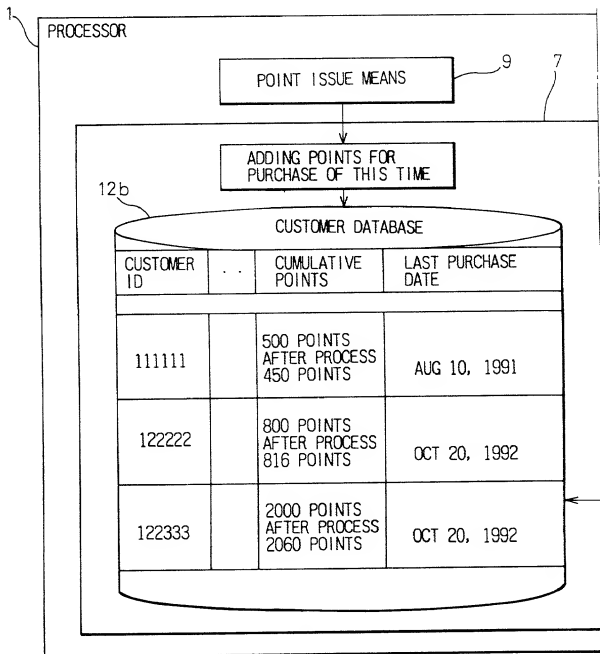 1
PROCESSOR
POINT ISSUE MEANS
9
7
ADDING POINTS FOR
PURCHASE OF THIS TIME
12b
CUSTOMER DATABASE
CUSTOMER
ID
. .
CUMULATIVE
POINTS
LAST PURCHASE
DATE
111111
500 POINTS
AFTER PROCESS
450 POINTS
AUG 10, 1991
122222
800 POINTS
AFTER PROCESS
816 POINTS
OCT 20, 1992
122333
2000 POINTS
AFTER PROCESS
2060 POINTS
OCT 20, 1992